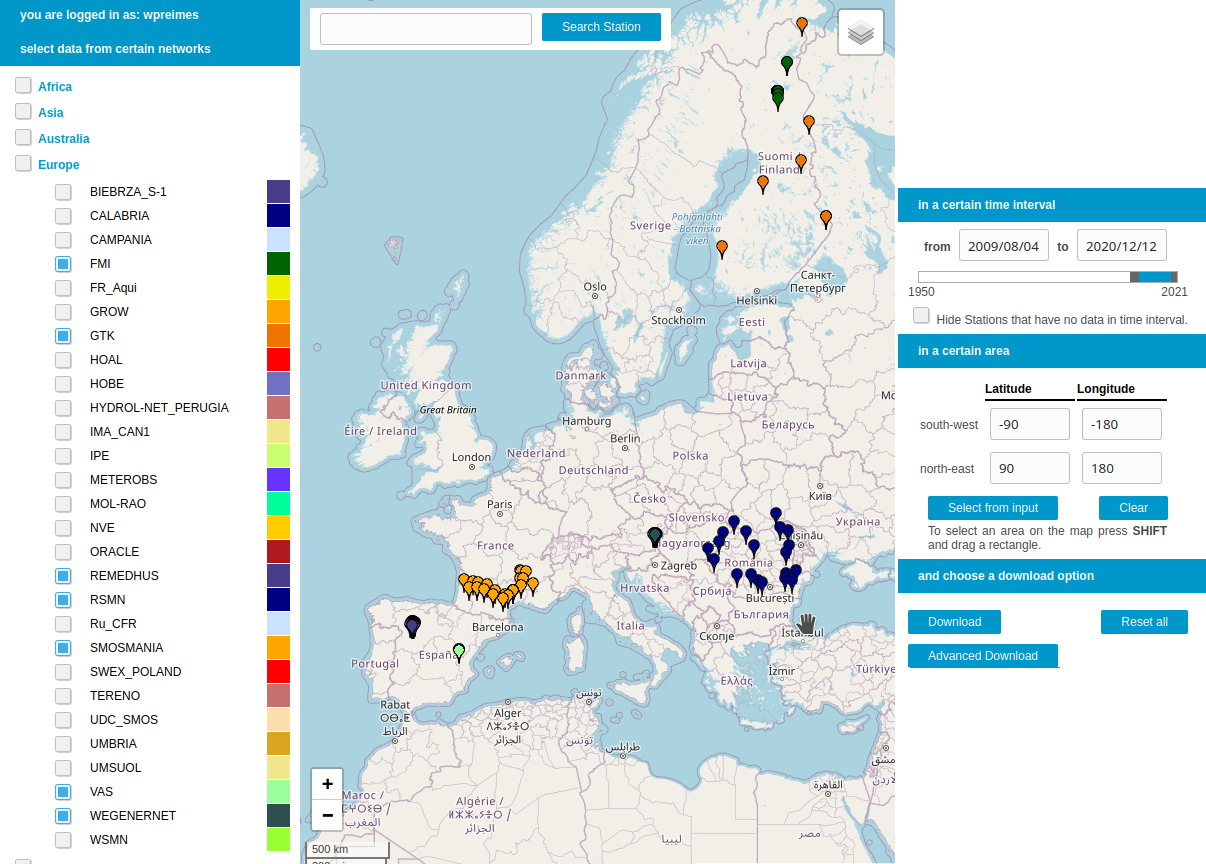 you are logged in as: wpreimes
select data from certain networks
Africa
Asia
Australia
Europe
BIEBRZA_S-1
CALABRIA
CAMPANIA
FMI
FR_Aqui
GROW
GTK
HOAL
HOBE
HYDROL-NET_PERUGIA
IMA_CAN1
IPE
METEROBS
MOL-RAO
NVE
ORACLE
REMEDHUS
RSMN
Ru_CFR
SMOSMANIA
SWEX_POLAND
TERENO
UDC_SMOS
UMBRIA
UMSUOL
VAS
WEGENERNET
WSMN
Search Station
Suomi /
Finland
Pohjanlahti
- Bottniska
viken
Sverige
Санкт-
Петербург
Oslo
Helsinki
Stockholm
Eesti
Latvija
Danmark
United Kingdom
Lietuva
Great Britain
Hamburg
Беларусь
Éire / Ireland
Berlin
London
Nederland
Polska
Deutschland
Česko
Київ
Paris
Slovensko
Україна
France
Zagreb
România
Hrvatska
Србија
București
България
Barcelona
Italia
Скопје
İstanbul
España
Portugal
İzmir
Türkiye
Ελλάς
تونس
Rabat
ⵔⴱⴰⵟ
الرباط
Alger
الجزائر
تونس
طرابلس
القاهرة
Maroc /
المغرب
Algérie /
الجزائر
ليبيا
مصر
+
−
500 km
in a certain time interval
from 2009/08/04 to 2020/12/12
1950 2021
Hide Stations that have no data in time interval.
in a certain area
Latitude Longitude
south-west -90 -180
north-east 90 180
Select from input Clear
To select an area on the map press SHIFT
and drag a rectangle.
and choose a download option
Download Reset all
Advanced Download